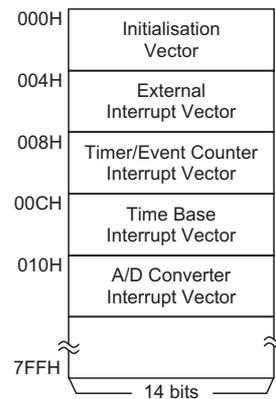 000H
Initialisation
Vector
004H
External
Interrupt Vector
008H
Timer/Event Counter
Interrupt Vector
00CH
Time Base
Interrupt Vector
010H
A/D Converter
Interrupt Vector
7FFH
14 bits